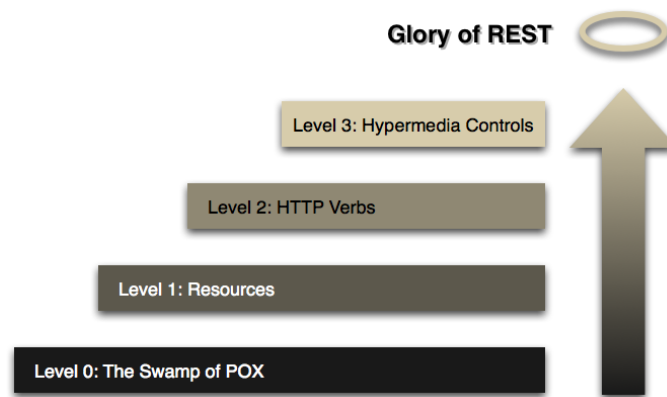 Glory of REST
Level 3: Hypermedia Controls
Level 2: HTTP Verbs
Level 1: Resources
Level 0: The Swamp of POX